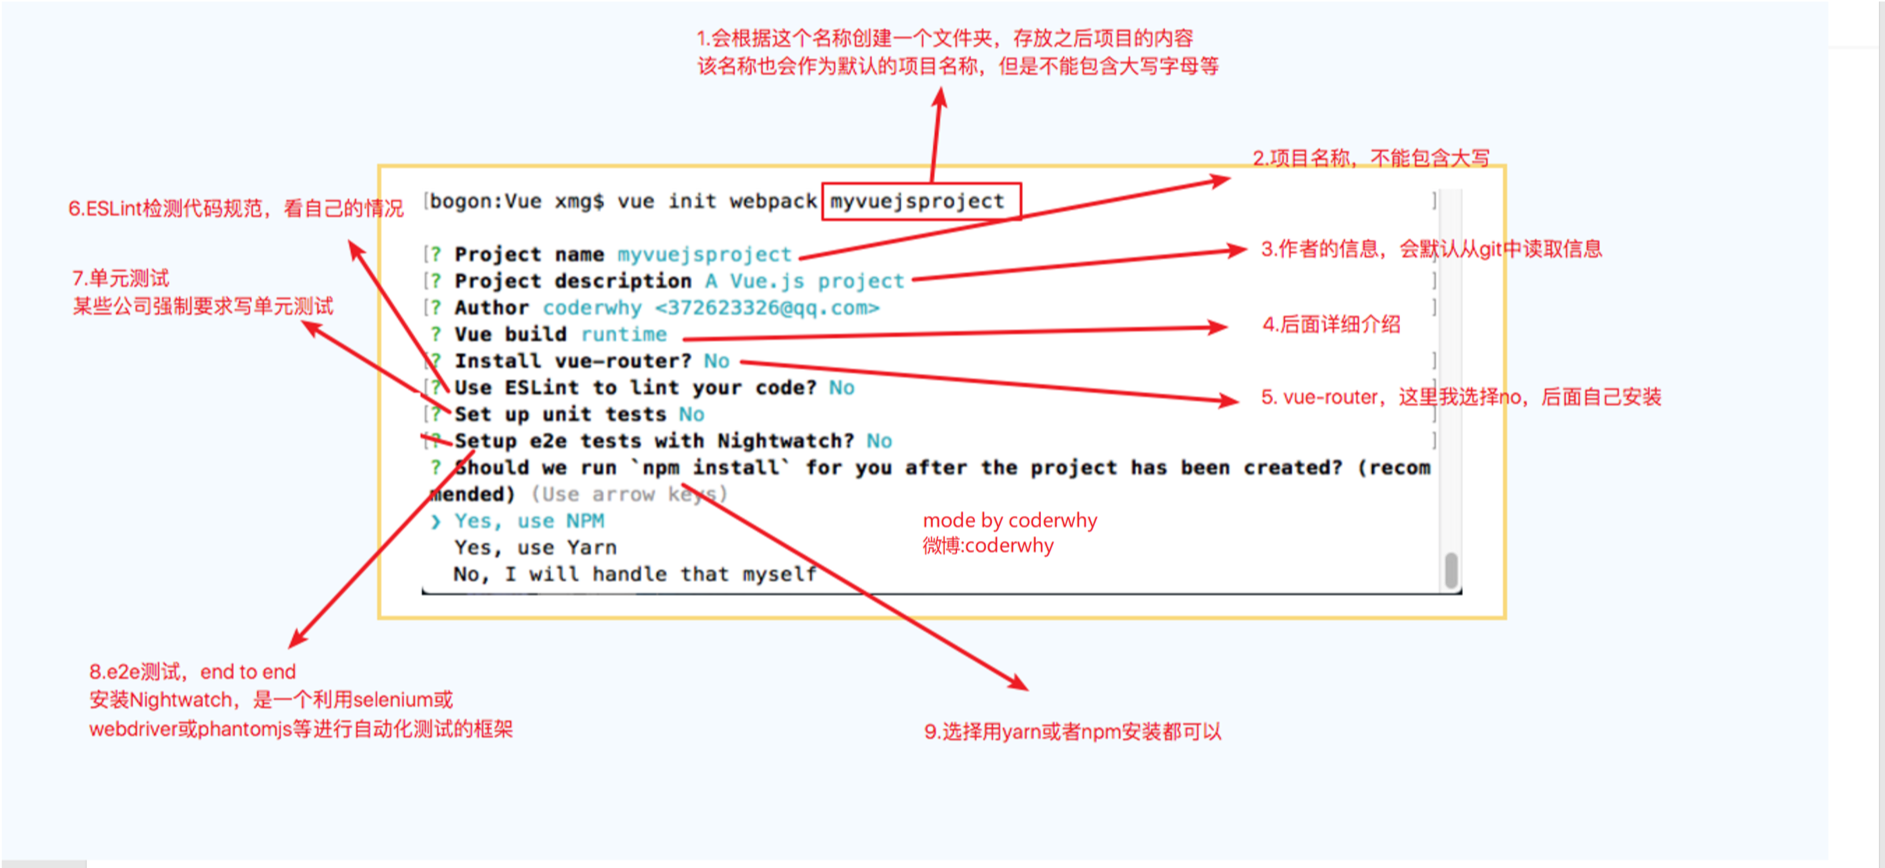 1.会根据这个名称创建一个文件夹，存放之后项目的内容
该名称也会作为默认的项目名称，但是不能包含大写字母等
2.项目名称，不能包含大写
6.ESLint检测代码规范，看自己的情况
[bogon:Vue xmg$ vue init webpack myvuejsproject ]
3.作者的信息，会默认从git中读取信息
[? Project name myvuejsproject ]
7.单元测试
某些公司强制要求写单元测试
[? Project description A Vue.js project ]
[? Author coderwhy <372623326@qq.com> ]
4.后面详细介绍
? Vue build runtime
[? Install vue-router? No ]
[? Use ESLint to lint your code? No ]
5. vue-router，这里我选择no，后面自己安装
[? Set up unit tests No ]
[? Setup e2e tests with Nightwatch? No ]
? Should we run `npm install` for you after the project has been created? (recom
mended) (Use arrow keys)
❯ Yes, use NPM
Yes, use Yarn
No, I will handle that myself
mode by coderwhy
微博:coderwhy
8.e2e测试，end to end
安装Nightwatch，是一个利用selenium或
webdriver或phantomjs等进行自动化测试的框架
9.选择用yarn或者npm安装都可以